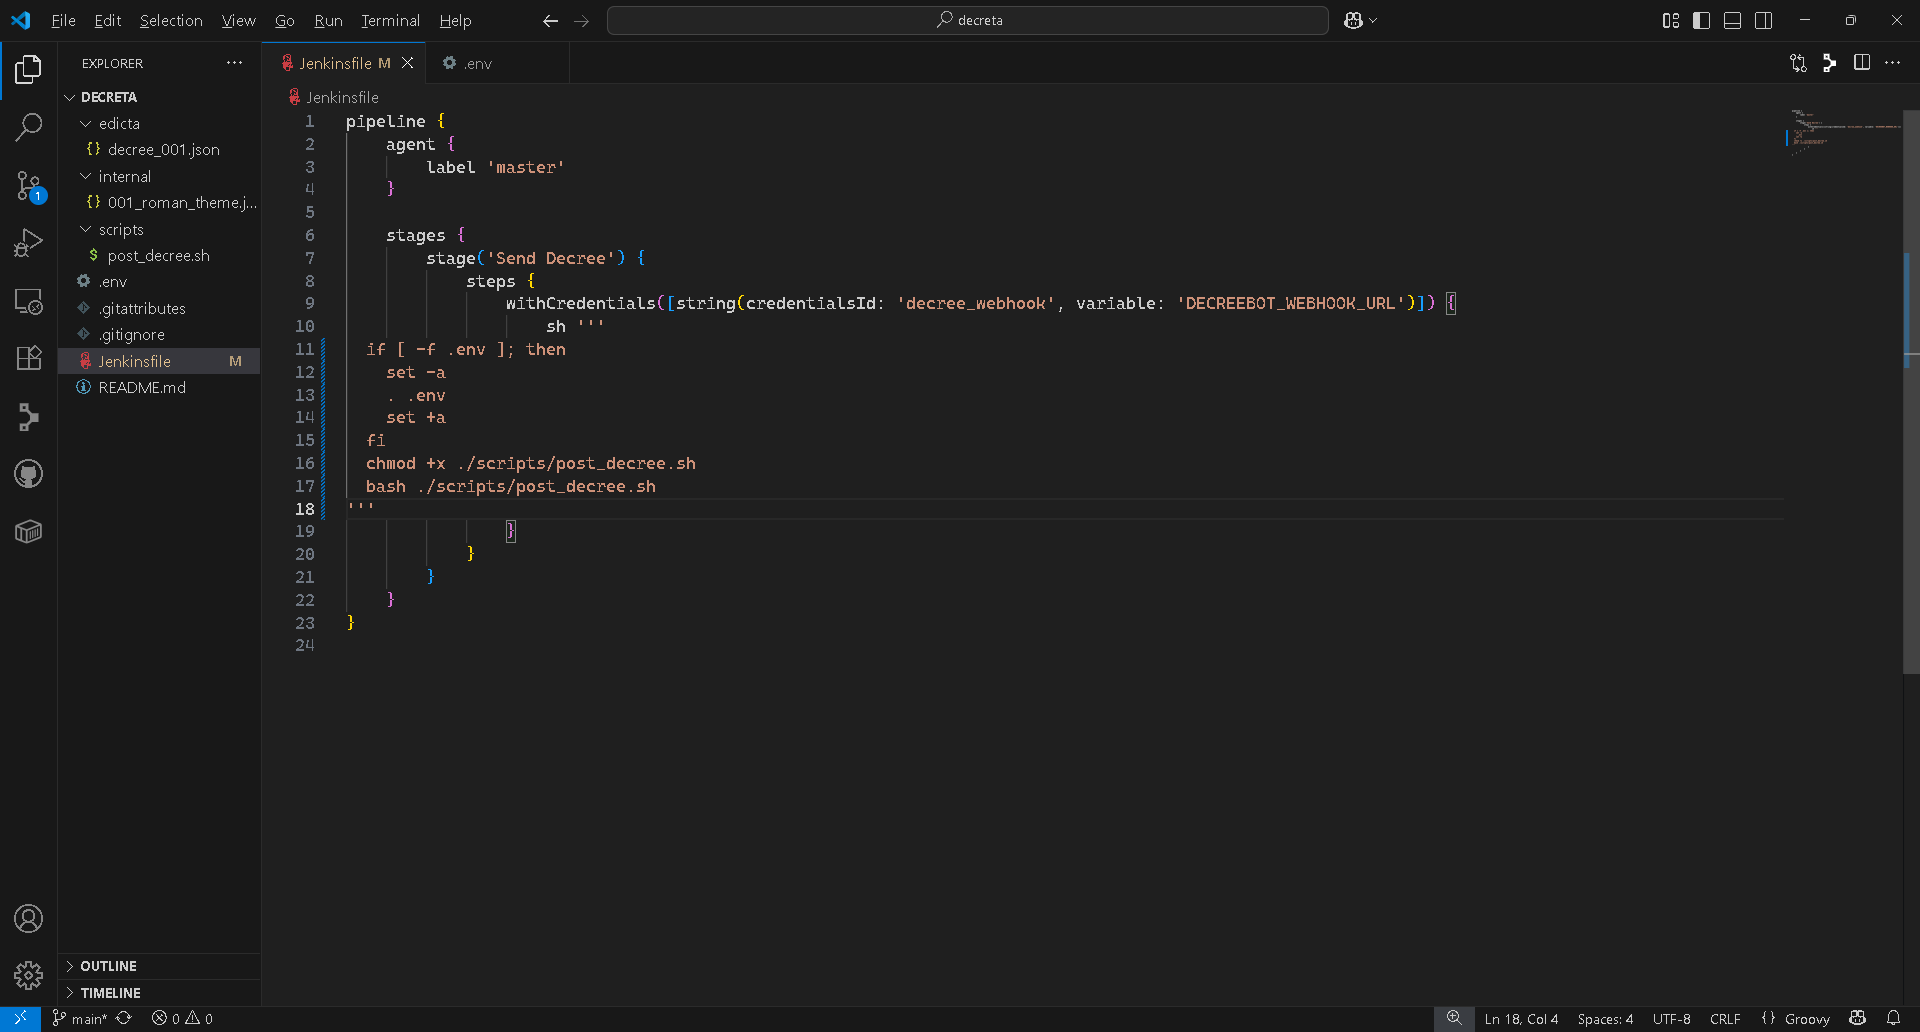 File Edit Selection View Go Run Terminal Help
decreta
EXPLORER
DECRETA
edicta
{} decree_001.json
internal
{} 001_roman_theme.j...
scripts
$ post_decree.sh
.env
.gitattributes
.gitignore
Jenkinsfile M
README.md
OUTLINE
TIMELINE
1
Jenkinsfile M
.env
Jenkinsfile
1 pipeline {
2 agent {
3 label 'master'
4 }
5
6 stages {
7 stage('Send Decree') {
8 steps {
9 withCredentials([string(credentialsId: 'decree_webhook', variable: 'DECREEBOT_WEBHOOK_URL')]) {
10 sh '''
11 if [ -f .env ]; then
12 set -a
13 . .env
14 set +a
15 fi
16 chmod +x ./scripts/post_decree.sh
17 bash ./scripts/post_decree.sh
18 '''
19 }
20 }
21 }
22 }
23 }
24
main* 0 0
Ln 18, Col 4 Spaces: 4 UTF-8 CRLF {} Groovy